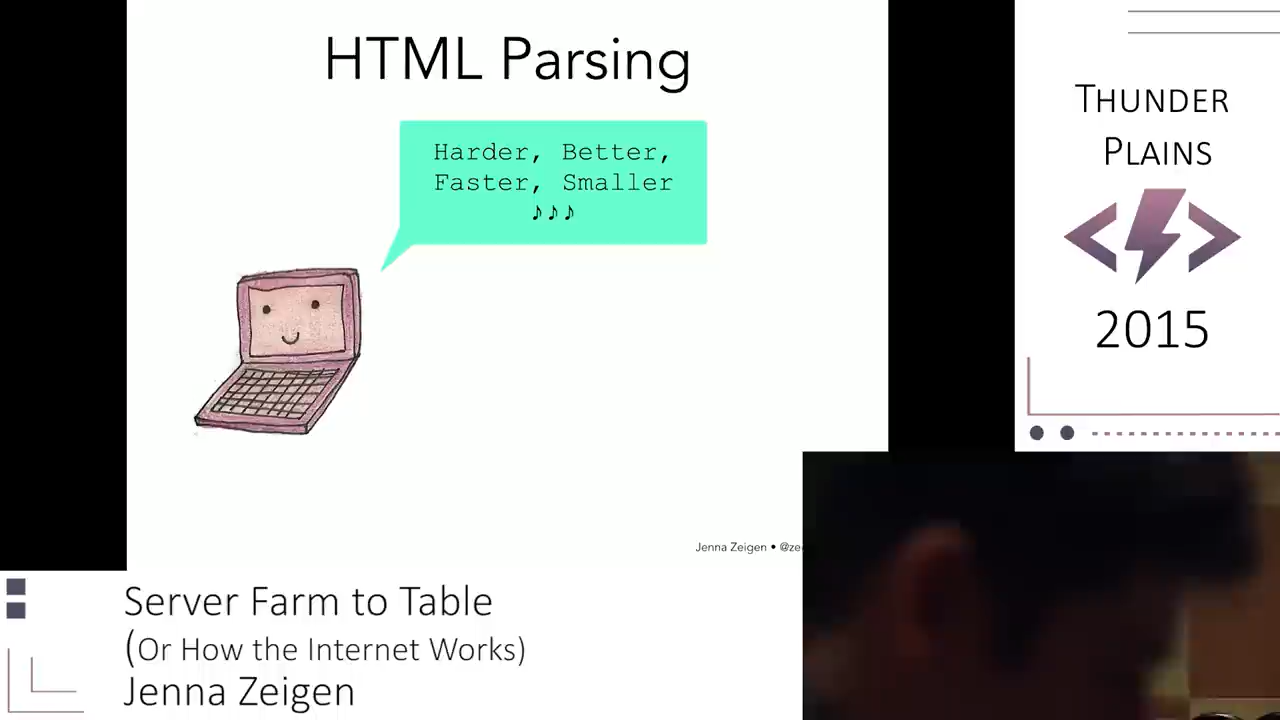 HTML Parsing
Harder, Better,
Faster, Smaller
♪♪♪
Jenna Zeigen • @ze
Server Farm to Table
(Or How the Internet Works)
Jenna Zeigen
THUNDER
PLAINS
2015